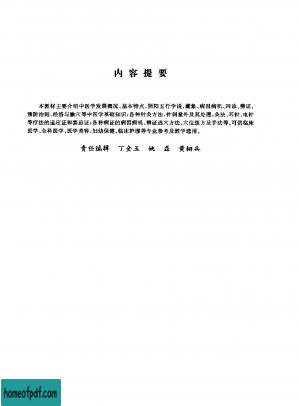 内容提要
本教材主要介绍中医学发展概况、基本特点、阴阳五行学说、藏象、病因病机、四诊、辨证、
预防治则、经络与腧穴等中医学基础知识;各种针灸方法、针刺意外及其处理、灸法、耳针、电针
等疗法的适应证和禁忌证;各种病证的病因病机、辨证选穴方法、穴位组方及手法等。可供临床
医学、全科医学、医学美容、妇幼保健、临床护理等专业参考及教学选用。
责任编辑 丁金玉 姚磊 黄栩兵
homeofpdf.com
homeofpdf.com